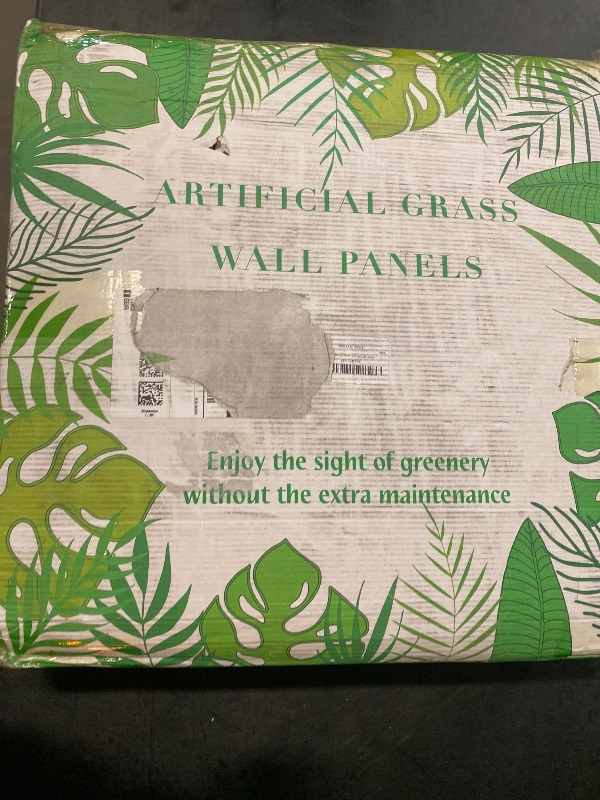 ARTIFICIAL GRASS
WALL PANELS
Enjoy the sight of greenery
without the extra maintenance